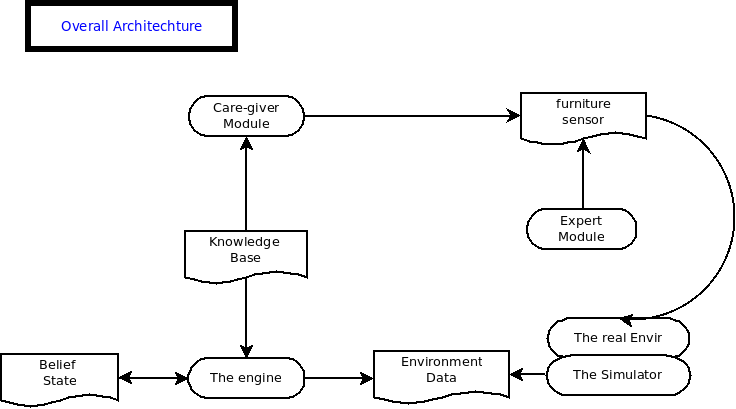 Overall Architechture
Care-giver
Module
furniture
sensor
Expert
Module
Knowledge
Base
The real Envir
The Simulator
Belief
State
The engine
Environment
Data